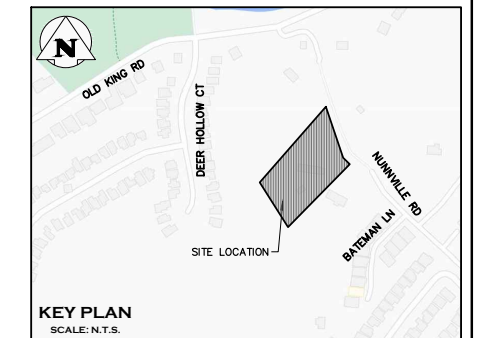 N
OLD KING RD
DEER HOLLOW CT
NUNNVILLE RD
BATEMAN LN
SITE LOCATION
KEY PLAN
SCALE: N.T.S.